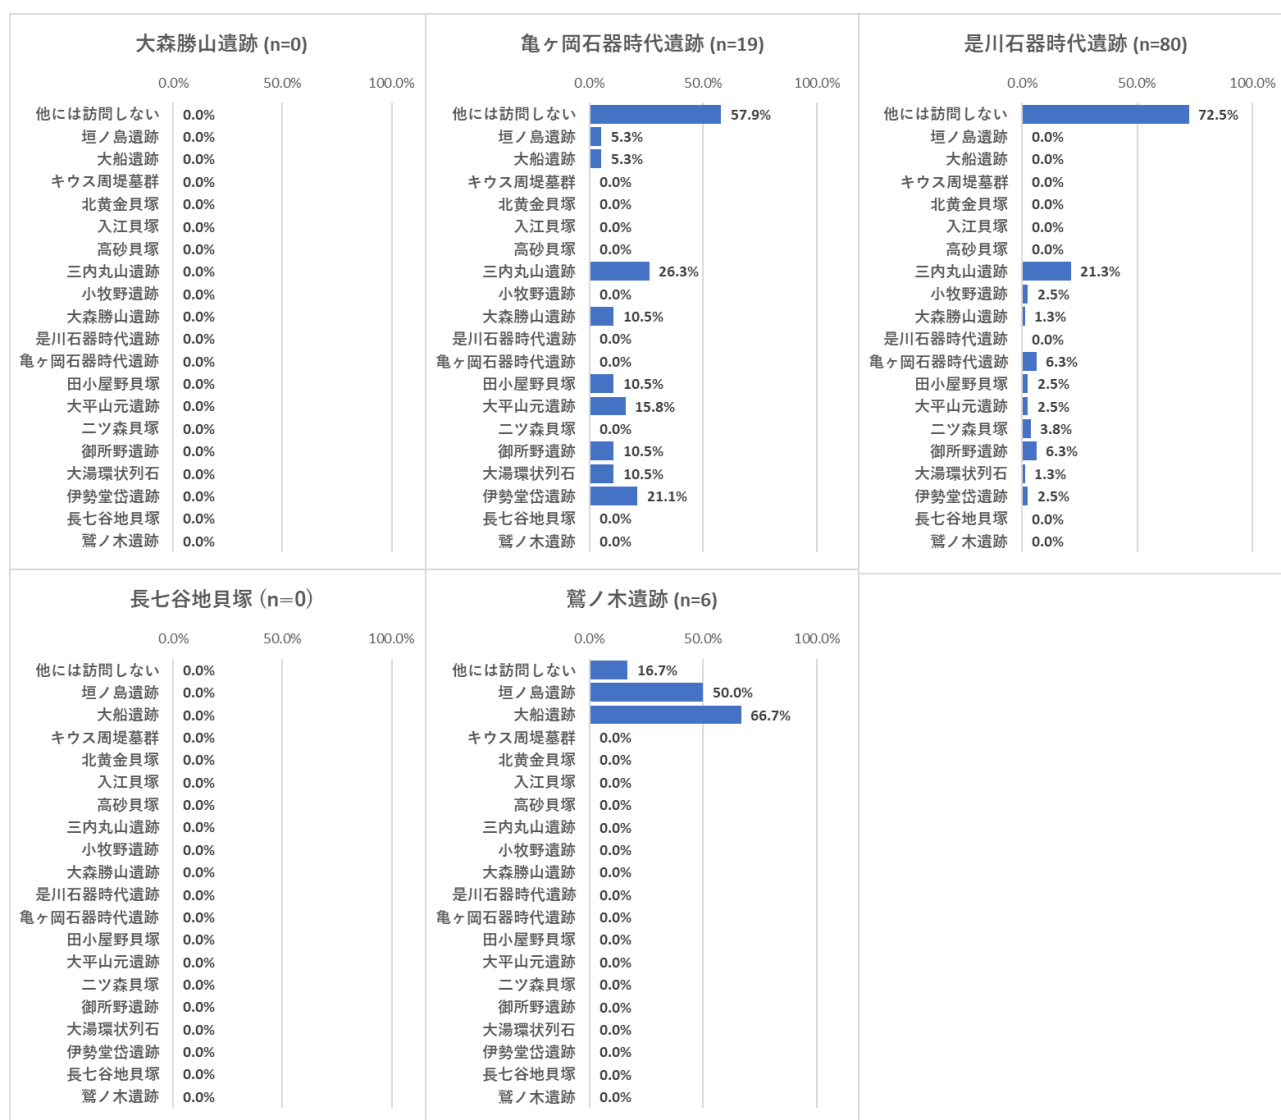 大森勝山遺跡 (n=0)
0.0% 50.0% 100.0%
他には訪問しない 0.0%
垣ノ島遺跡 0.0%
大船遺跡 0.0%
キウス周堤墓群 0.0%
北黄金貝塚 0.0%
入江貝塚 0.0%
高砂貝塚 0.0%
三内丸山遺跡 0.0%
小牧野遺跡 0.0%
大森勝山遺跡 0.0%
是川石器時代遺跡 0.0%
亀ヶ岡石器時代遺跡 0.0%
田小屋野貝塚 0.0%
大平山元遺跡 0.0%
二ツ森貝塚 0.0%
御所野遺跡 0.0%
大湯環状列石 0.0%
伊勢堂岱遺跡 0.0%
長七谷地貝塚 0.0%
鷲ノ木遺跡 0.0%
亀ヶ岡石器時代遺跡 (n=19)
0.0% 50.0% 100.0%
他には訪問しない 57.9%
垣ノ島遺跡 5.3%
大船遺跡 5.3%
キウス周堤墓群 0.0%
北黄金貝塚 0.0%
入江貝塚 0.0%
高砂貝塚 0.0%
三内丸山遺跡 26.3%
小牧野遺跡 0.0%
大森勝山遺跡 10.5%
是川石器時代遺跡 0.0%
亀ヶ岡石器時代遺跡 0.0%
田小屋野貝塚 10.5%
大平山元遺跡 15.8%
二ツ森貝塚 0.0%
御所野遺跡 10.5%
大湯環状列石 10.5%
伊勢堂岱遺跡 21.1%
長七谷地貝塚 0.0%
鷲ノ木遺跡 0.0%
是川石器時代遺跡 (n=80)
0.0% 50.0% 100.0%
他には訪問しない 72.5%
垣ノ島遺跡 0.0%
大船遺跡 0.0%
キウス周堤墓群 0.0%
北黄金貝塚 0.0%
入江貝塚 0.0%
高砂貝塚 0.0%
三内丸山遺跡 21.3%
小牧野遺跡 2.5%
大森勝山遺跡 1.3%
是川石器時代遺跡 0.0%
亀ヶ岡石器時代遺跡 6.3%
田小屋野貝塚 2.5%
大平山元遺跡 2.5%
二ツ森貝塚 3.8%
御所野遺跡 6.3%
大湯環状列石 1.3%
伊勢堂岱遺跡 2.5%
長七谷地貝塚 0.0%
鷲ノ木遺跡 0.0%
長七谷地貝塚（n=0）
0.0% 50.0% 100.0%
他には訪問しない 0.0%
垣ノ島遺跡 0.0%
大船遺跡 0.0%
キウス周堤墓群 0.0%
北黄金貝塚 0.0%
入江貝塚 0.0%
高砂貝塚 0.0%
三内丸山遺跡 0.0%
小牧野遺跡 0.0%
大森勝山遺跡 0.0%
是川石器時代遺跡 0.0%
亀ヶ岡石器時代遺跡 0.0%
田小屋野貝塚 0.0%
大平山元遺跡 0.0%
二ツ森貝塚 0.0%
御所野遺跡 0.0%
大湯環状列石 0.0%
伊勢堂岱遺跡 0.0%
長七谷地貝塚 0.0%
鷲ノ木遺跡 0.0%
鷲ノ木遺跡 (n=6)
0.0% 50.0% 100.0%
他には訪問しない 16.7%
垣ノ島遺跡 50.0%
大船遺跡 66.7%
キウス周堤墓群 0.0%
北黄金貝塚 0.0%
入江貝塚 0.0%
高砂貝塚 0.0%
三内丸山遺跡 0.0%
小牧野遺跡 0.0%
大森勝山遺跡 0.0%
是川石器時代遺跡 0.0%
亀ヶ岡石器時代遺跡 0.0%
田小屋野貝塚 0.0%
大平山元遺跡 0.0%
二ツ森貝塚 0.0%
御所野遺跡 0.0%
大湯環状列石 0.0%
伊勢堂岱遺跡 0.0%
長七谷地貝塚 0.0%
鷲ノ木遺跡 0.0%